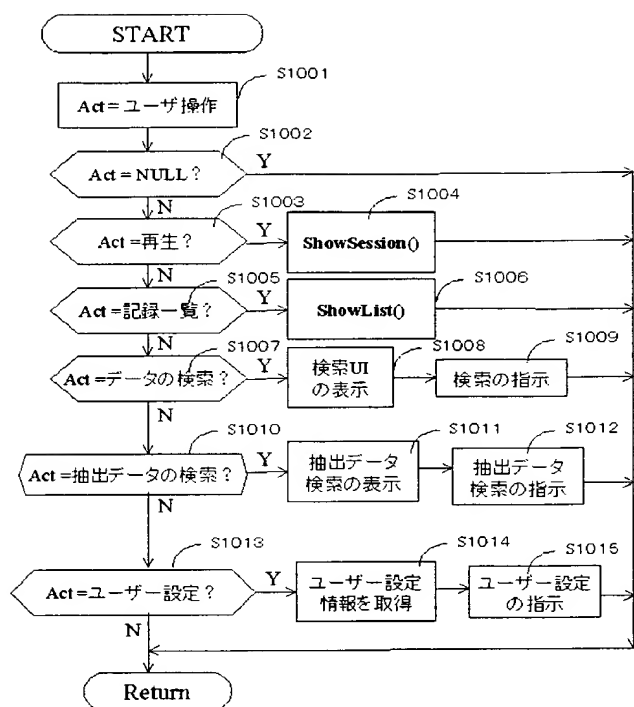 START
S1001
Act= ユーザ操作
S1002
Act = NULL ?
Y
N
S1003
S1004
Act =再生?
Y
ShowSession()
N
S1005
S1006
Act =記録一覧?
Y
ShowList()
N
S1007
S1008
S1009
Act =データの検索?
Y
検索UI
の表示
検索の指示
N
S1010
S1011
S1012
Act =抽出データの検索?
Y
抽出データ
検索の表示
抽出データ
検索の指示
N
S1013
S1014
S1015
Act =ユーザー設定?
Y
ユーザー設定
情報を取得
ユーザー設定
の指示
N
Return